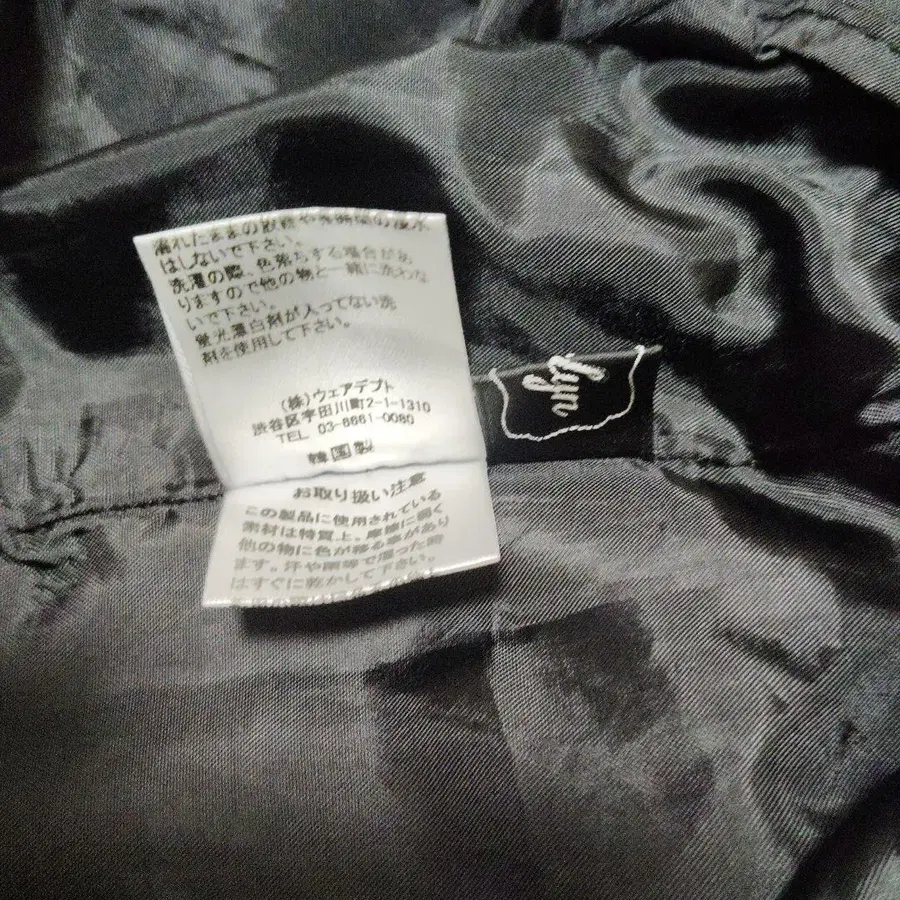 濡れたままの放置や長時間の浸水
はしないで下さい。
洗濯の際、色落ちする場合があ
りますので他の物と一緒に洗わな
いで下さい。
蛍光漂白剤が入ってない洗
剤を使用して下さい。
(株)ウェアデプト
渋谷区宇田川町2-1-1310
TEL 03-6661-0080
韓国製
お取り扱い注意
この製品に使用されている
素材は特質上、摩擦に弱く
他の物に色が移る事があり
ます。汗や雨等で湿った時
はすぐに乾かして下さい。
lyn